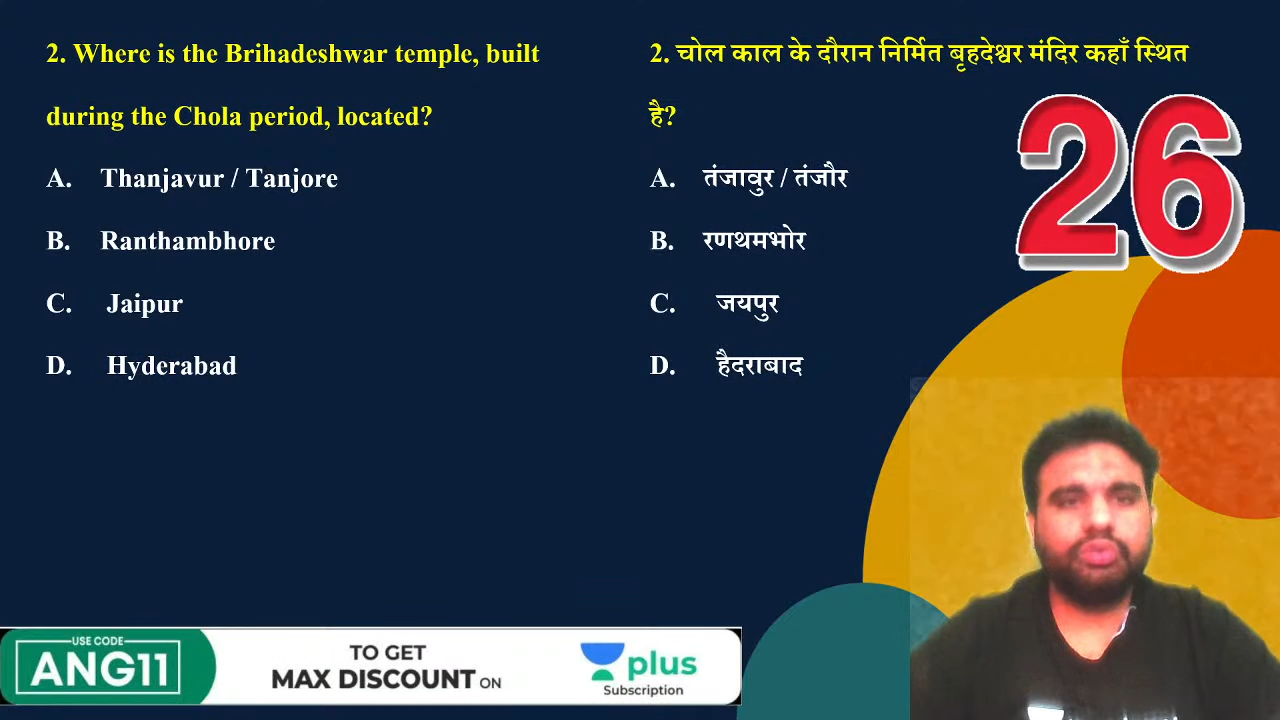 2. Where is the Brihadeshwar temple, built
during the Chola period, located?
A. Thanjavur / Tanjore
B. Ranthambhore
C. Jaipur
D. Hyderabad
2. चोल काल के दौरान निर्मित बृहदेश्वर मंदिर कहाँ स्थित
है?
A. तंजावुर / तंजौर
B. रणथमभोर
C. जयपुर
D. हैदराबाद
26
USE CODE
ANG11
TO GET
MAX DISCOUNT ON
plus
Subscription